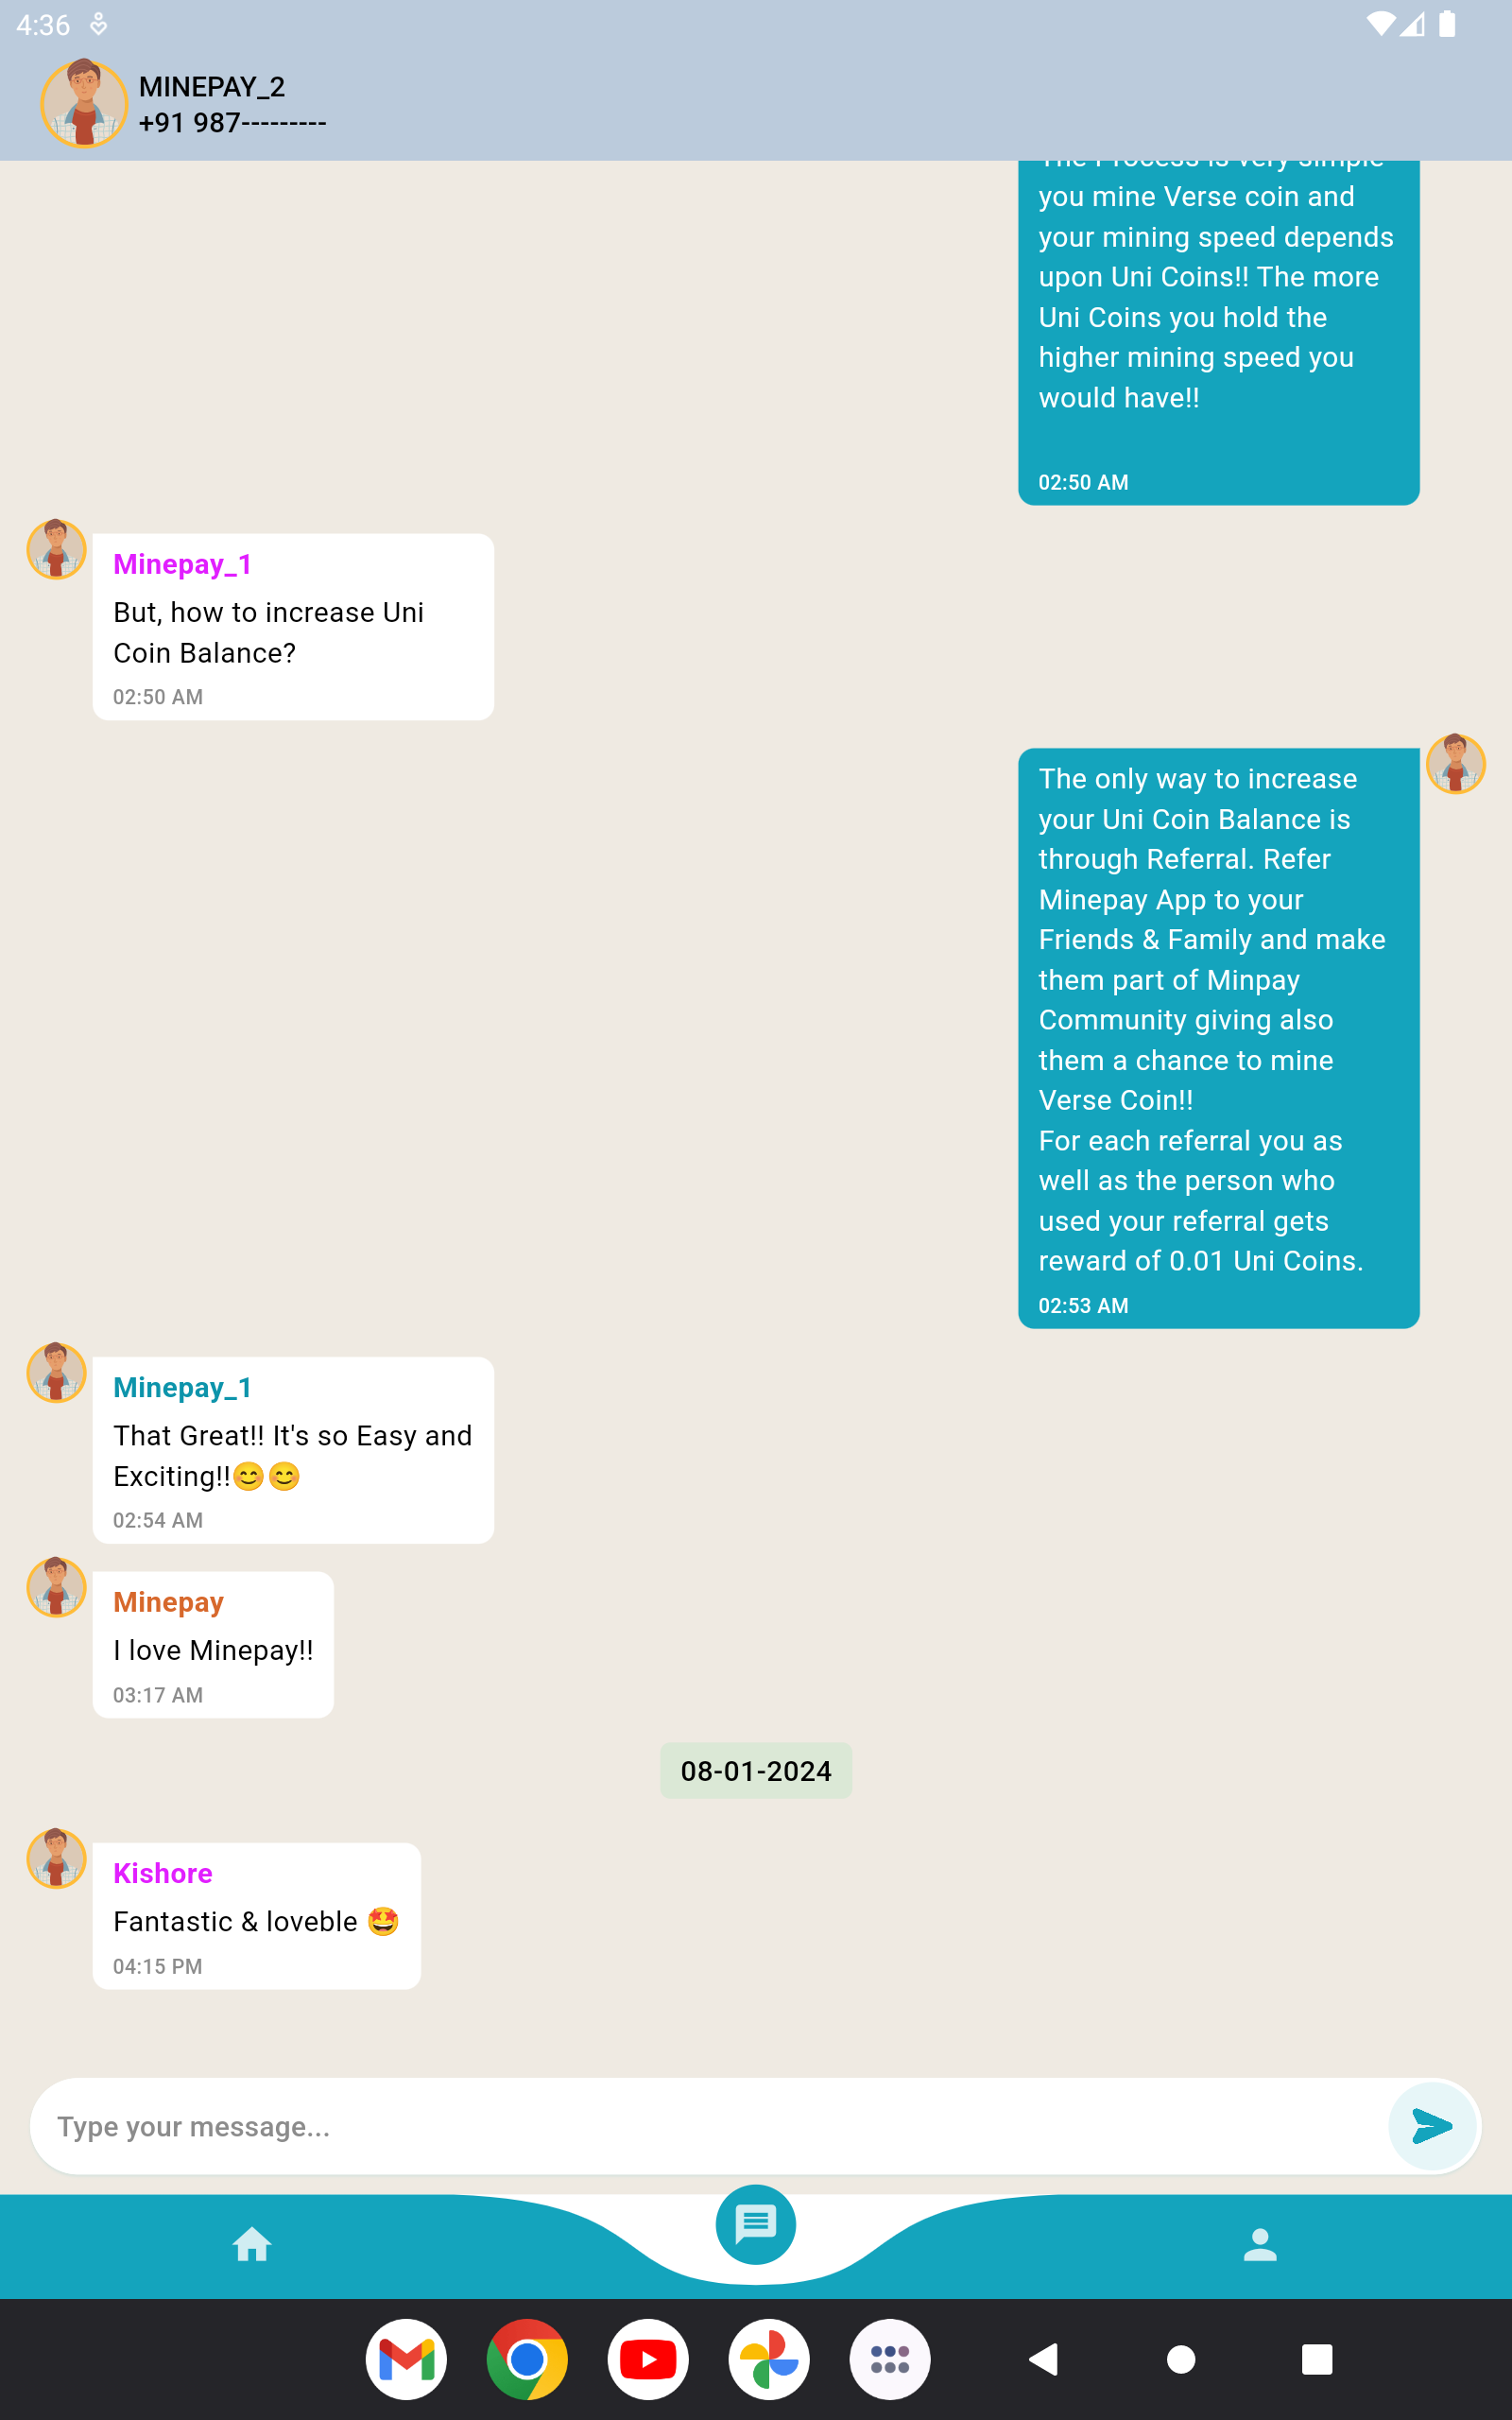 4:36
MINEPAY_2
+91 987---------
The Process is very simple
you mine Verse coin and
your mining speed depends
upon Uni Coins!! The more
Uni Coins you hold the
higher mining speed you
would have!!
02:50 AM
Minepay_1
But, how to increase Uni
Coin Balance?
02:50 AM
The only way to increase
your Uni Coin Balance is
through Referral. Refer
Minepay App to your
Friends & Family and make
them part of Minpay
Community giving also
them a chance to mine
Verse Coin!!
For each referral you as
well as the person who
used your referral gets
reward of 0.01 Uni Coins.
02:53 AM
Minepay_1
That Great!! It's so Easy and
Exciting!!😊😊
02:54 AM
Minepay
I love Minepay!!
03:17 AM
08-01-2024
Kishore
Fantastic & loveble 🤩
04:15 PM
Type your message...